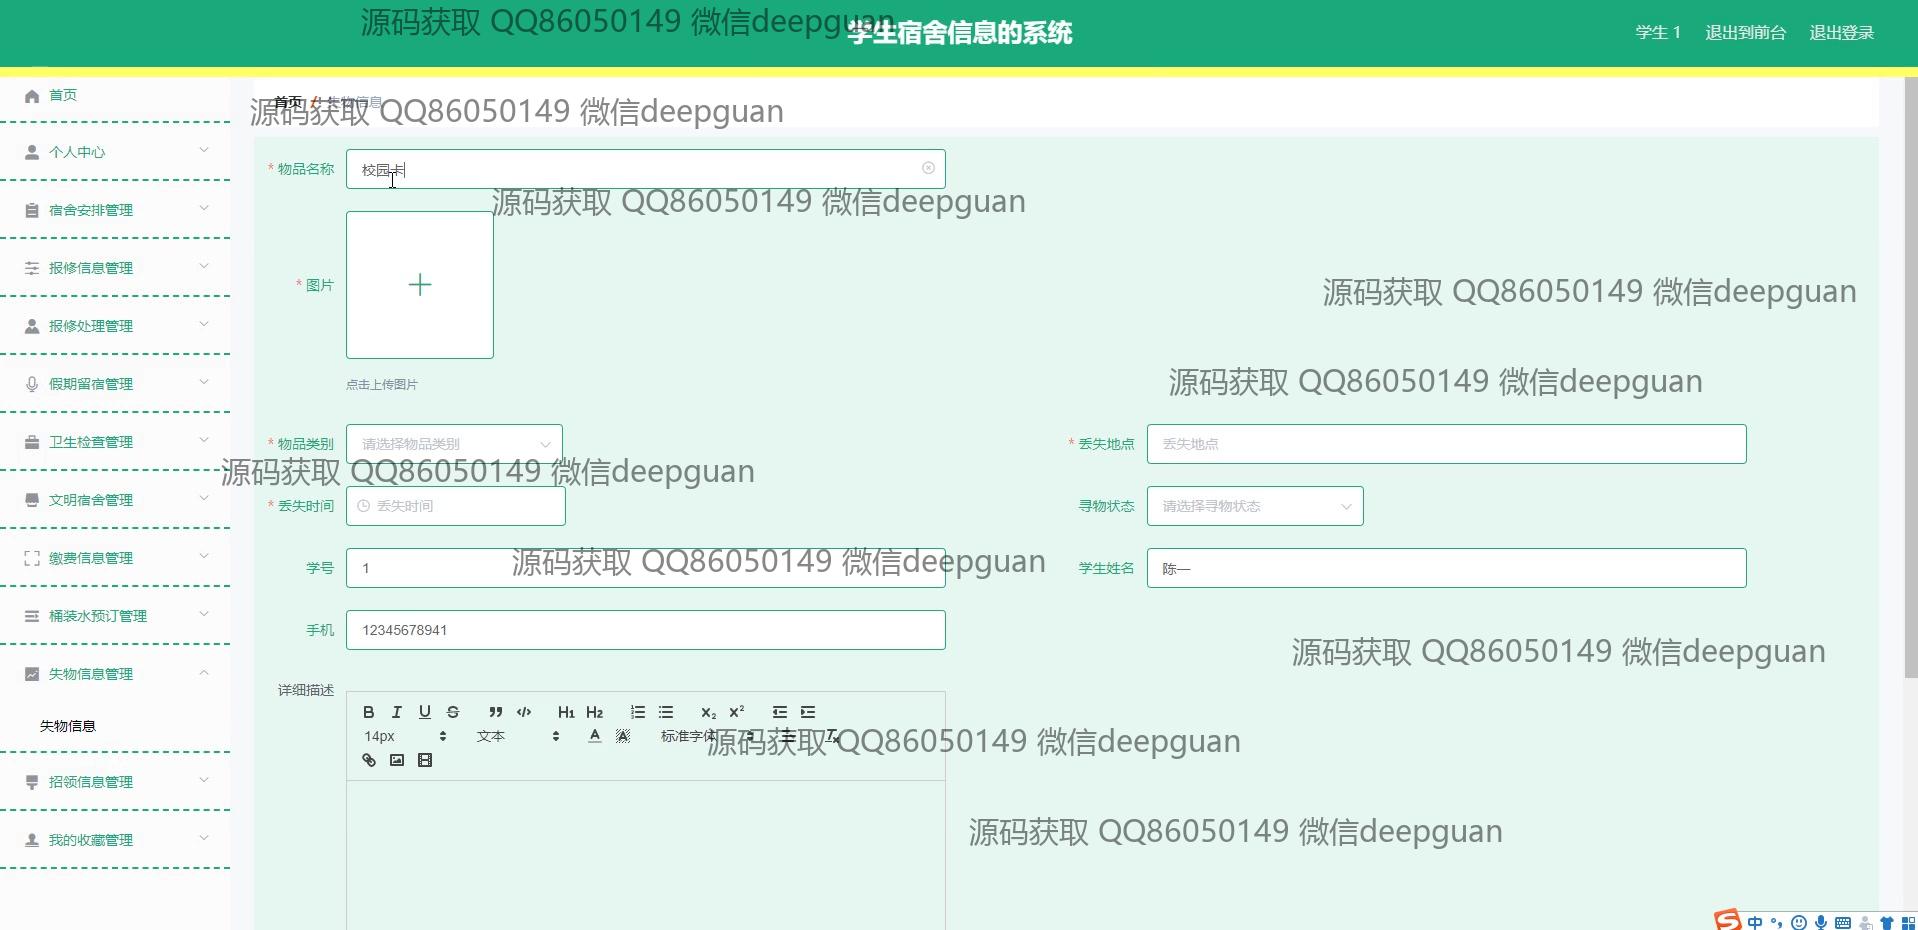 源码获取 QQ86050149 微信deepguan
学生宿舍信息的系统
学生 1 退出到前台 退出登录
首页
首页 / 失物信息
源码获取 QQ86050149 微信deepguan
个人中心
* 物品名称 校园卡
源码获取 QQ86050149 微信deepguan
宿舍安排管理
报修信息管理
* 图片
源码获取 QQ86050149 微信deepguan
报修处理管理
假期留宿管理
点击上传图片
源码获取 QQ86050149 微信deepguan
卫生检查管理
* 物品类别 请选择物品类别
* 丢失地点 丢失地点
源码获取 QQ86050149 微信deepguan
文明宿舍管理
* 丢失时间 丢失时间
寻物状态 请选择寻物状态
缴费信息管理
学号 1
源码获取 QQ86050149 微信deepguan
学生姓名 陈一
桶装水预订管理
手机 12345678941
源码获取 QQ86050149 微信deepguan
失物信息管理
详细描述
B I U S H1 H2 X2 X2
失物信息
14px 文本 A A 标准字体
源码获取 QQ86050149 微信deepguan
招领信息管理
源码获取 QQ86050149 微信deepguan
我的收藏管理
S 中